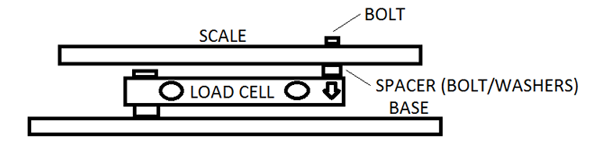 BOLT
SCALE
SPACER (BOLT/WASHERS)
LOAD CELL
BASE